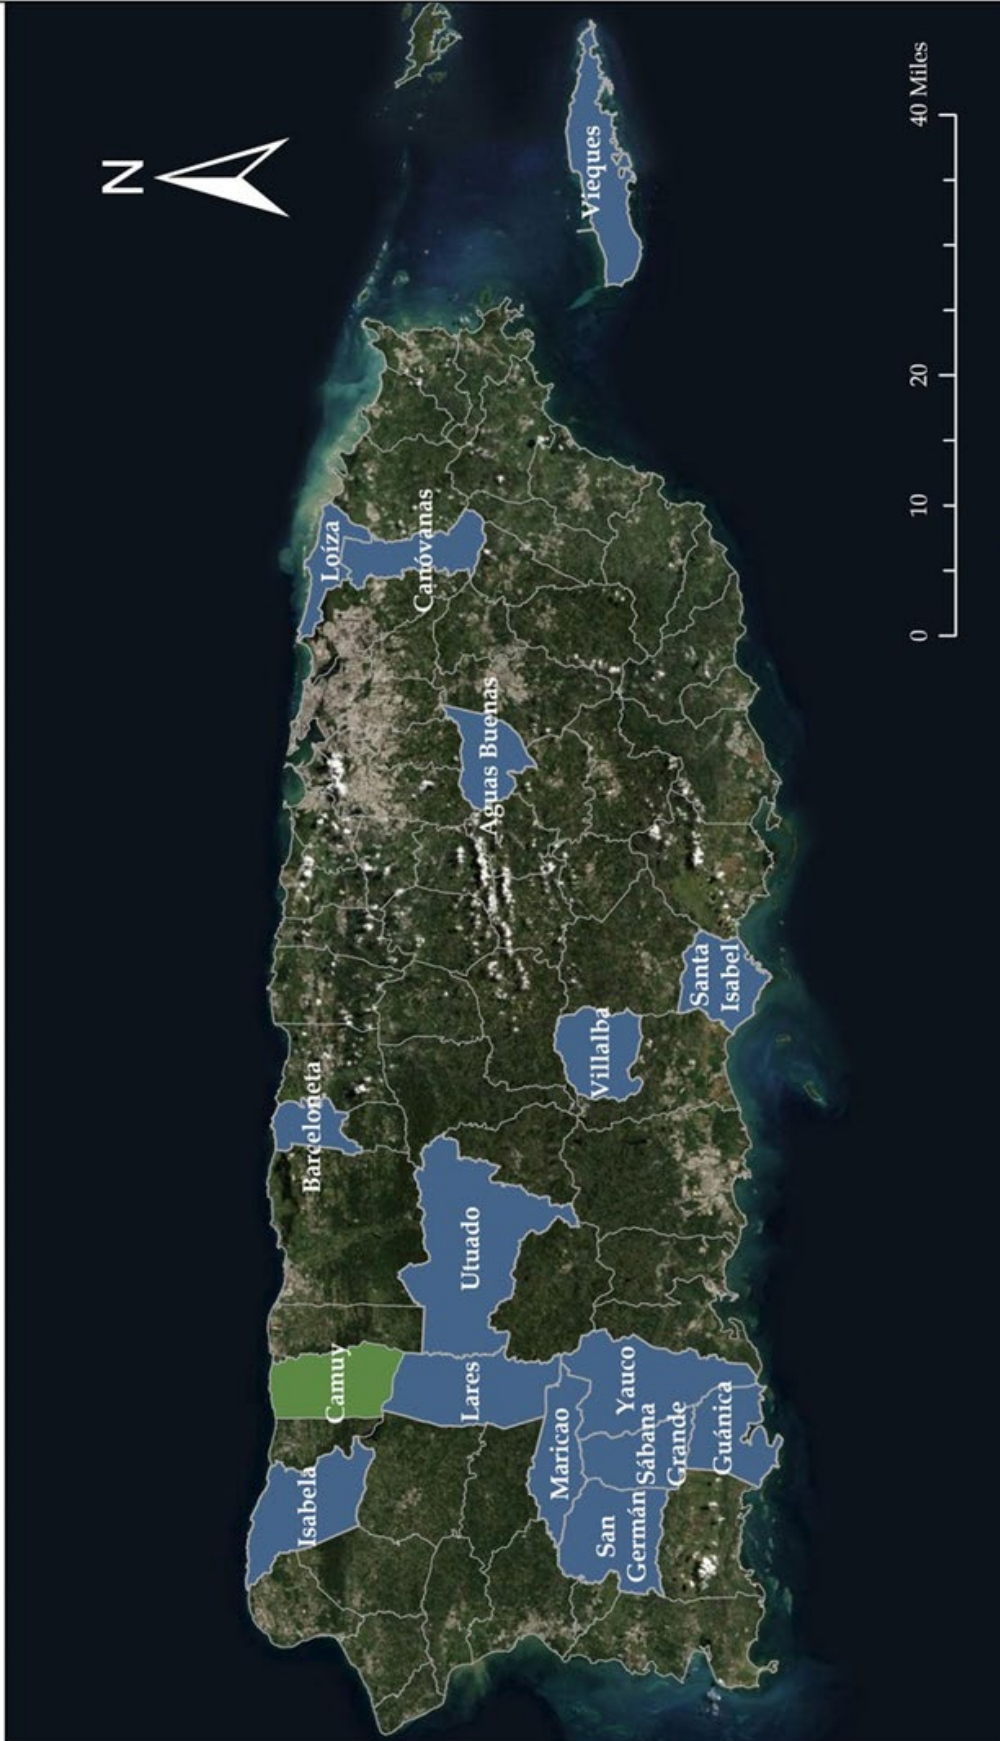 N
Isabela
Camuy
Barceloneta
Loíza
Canóvanas
Lares
Utuado
Aguas Buenas
Maricao
Villalba
Vieques
San
Germán
Sábana
Grande
Yauco
Guánica
Santa
Isabel
0
10
20
40 Miles